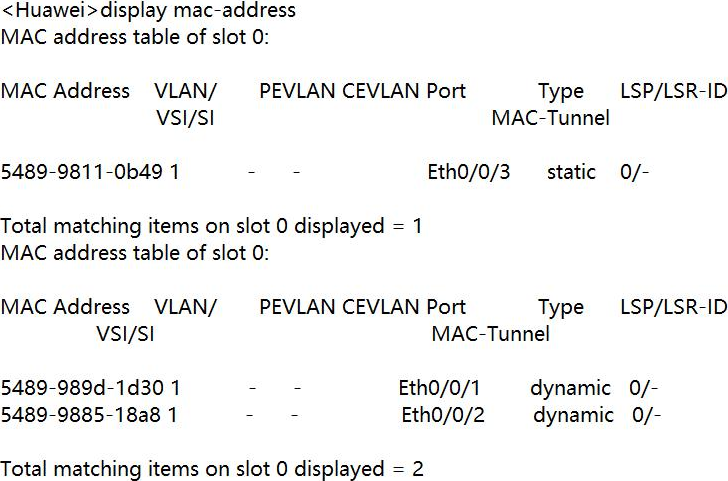 <Huawei>display mac-address
MAC address table of slot 0:
MAC Address VLAN/ PEVLAN CEVLAN Port Type LSP/LSR-ID
VSI/SI MAC-Tunnel
5489-9811-0b49 1 - - Eth0/0/3 static 0/-
Total matching items on slot 0 displayed = 1
MAC address table of slot 0:
MAC Address VLAN/ PEVLAN CEVLAN Port Type LSP/LSR-ID
VSI/SI MAC-Tunnel
5489-989d-1d30 1 - - Eth0/0/1 dynamic 0/-
5489-9885-18a8 1 - - Eth0/0/2 dynamic 0/-
Total matching items on slot 0 displayed = 2